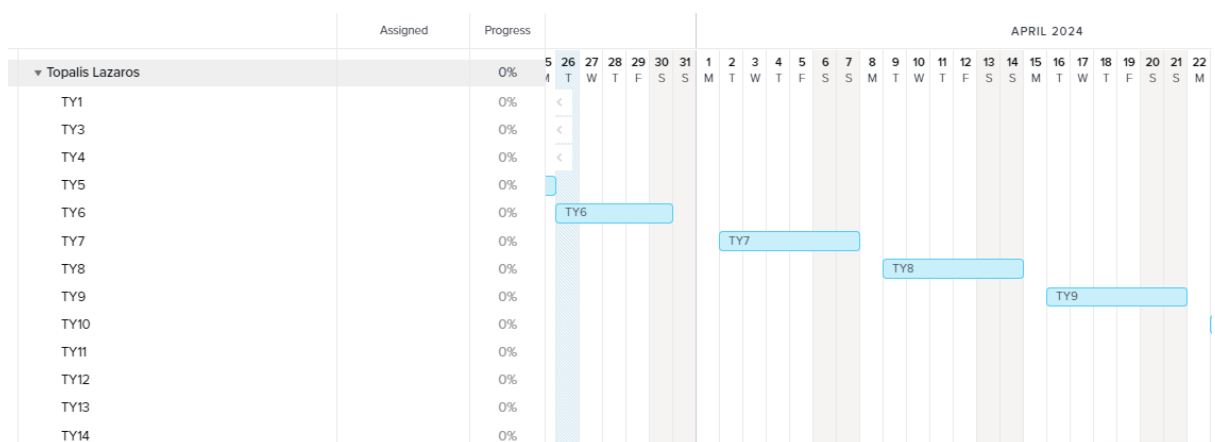 Assigned Progress APRIL 2024
5 26 27 28 29 30 31 1 2 3 4 5 6 7 8 9 10 11 12 13 14 15 16 17 18 19 20 21 22
Topalis Lazaros 0% M T W T F S S M T W T F S S M T W T F S S M T W T F S S M
TY1 0%
TY3 0%
TY4 0%
TY5 0%
TY6 0% TY6
TY7 0% TY7
TY8 0% TY8
TY9 0% TY9
TY10 0%
TY11 0%
TY12 0%
TY13 0%
TY14 0%